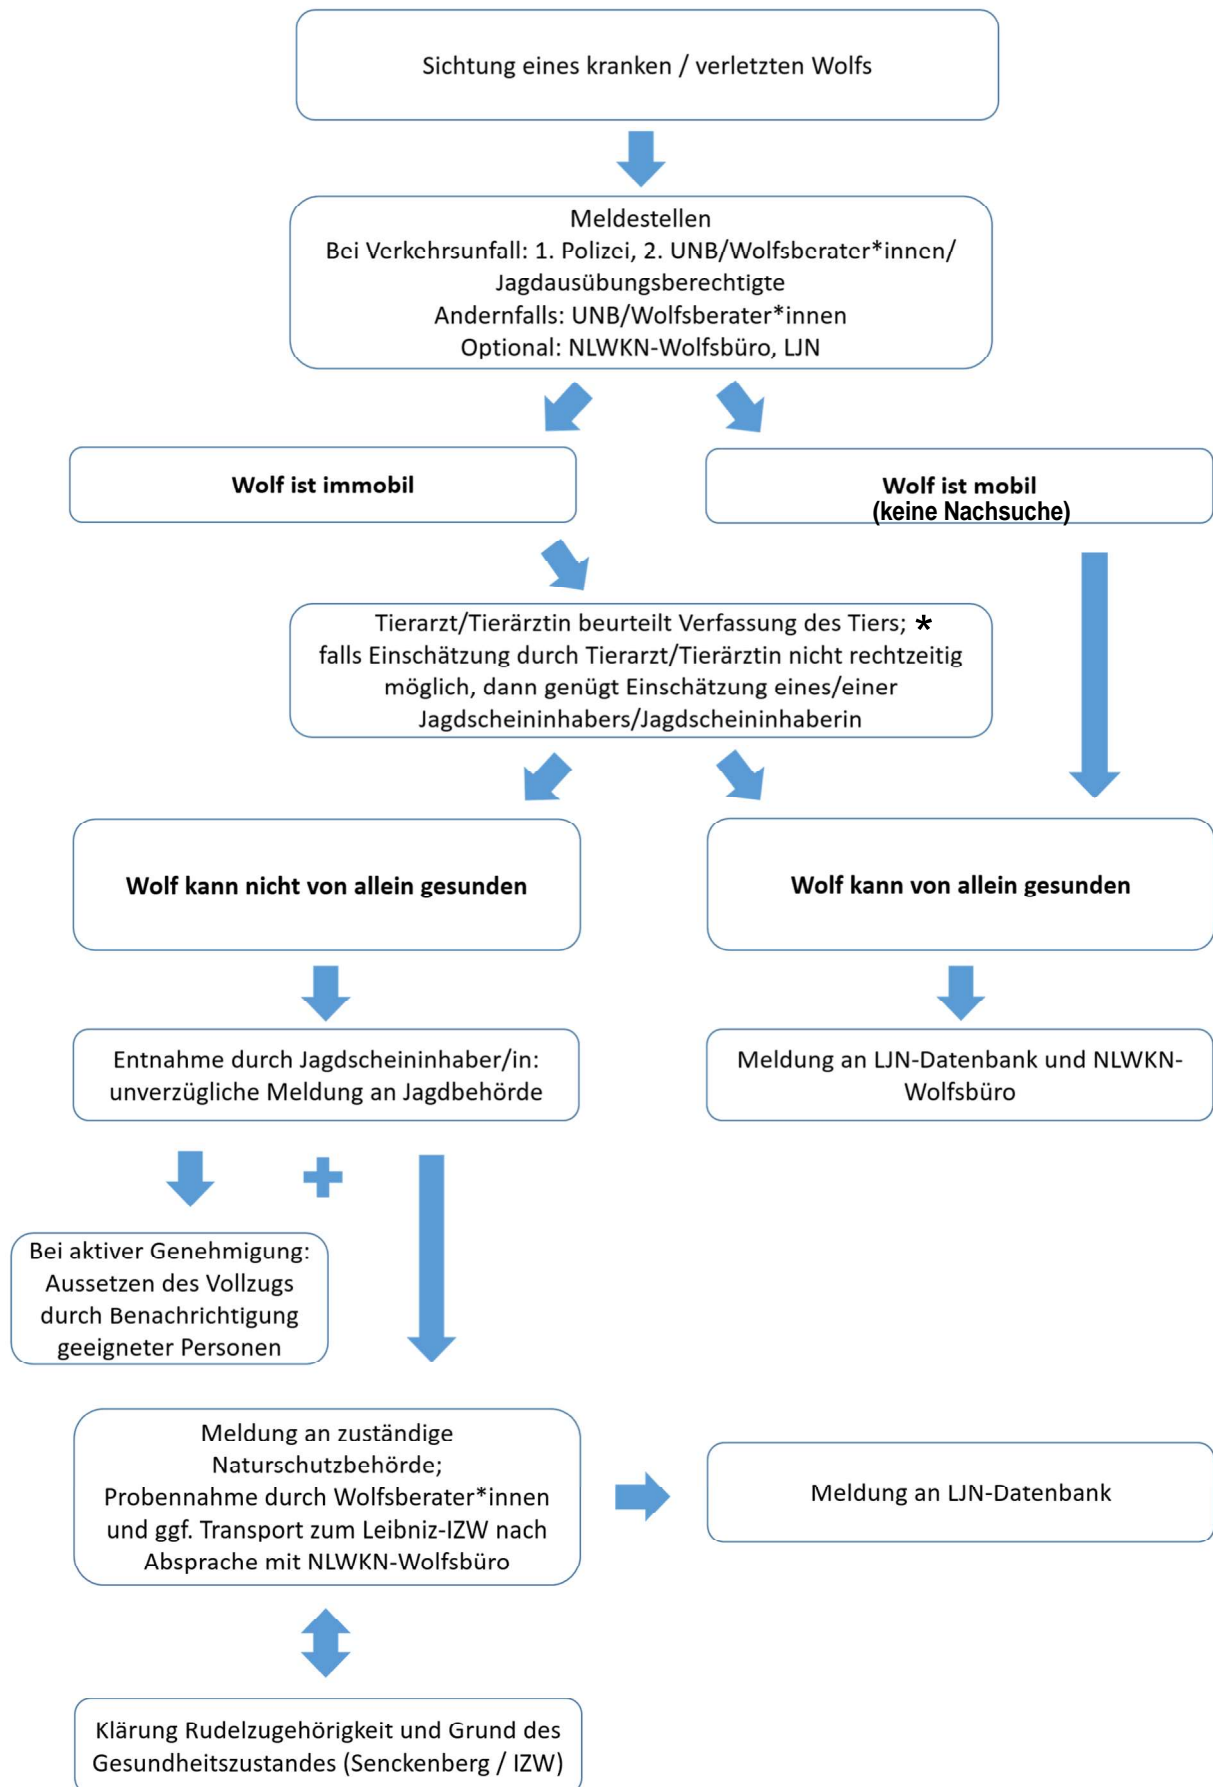 Sichtung eines kranken / verletzten Wolfs
Meldestellen
Bei Verkehrsunfall: 1. Polizei, 2. UNB/Wolfsberater*innen/
Jagdausübungsberechtigte
Andernfalls: UNB/Wolfsberater*innen
Optional: NLWKN-Wolfsbüro, LJN
Wolf ist immobil
Wolf ist mobil
(keine Nachsuche)
Tierarzt/Tierärztin beurteilt Verfassung des Tiers; *
falls Einschätzung durch Tierarzt/Tierärztin nicht rechtzeitig
möglich, dann genügt Einschätzung eines/einer
Jagdscheininhabers/Jagdscheininhaberin
Wolf kann nicht von allein gesunden
Wolf kann von allein gesunden
Entnahme durch Jagdscheininhaber/in:
unverzügliche Meldung an Jagdbehörde
Meldung an LJN-Datenbank und NLWKN-
Wolfsbüro
Bei aktiver Genehmigung:
Aussetzen des Vollzugs
durch Benachrichtigung
geeigneter Personen
Meldung an zuständige
Naturschutzbehörde;
Probennahme durch Wolfsberater*innen
und ggf. Transport zum Leibniz-IZW nach
Absprache mit NLWKN-Wolfsbüro
Meldung an LJN-Datenbank
Klärung Rudelzugehörigkeit und Grund des
Gesundheitszustandes (Senckenberg / IZW)